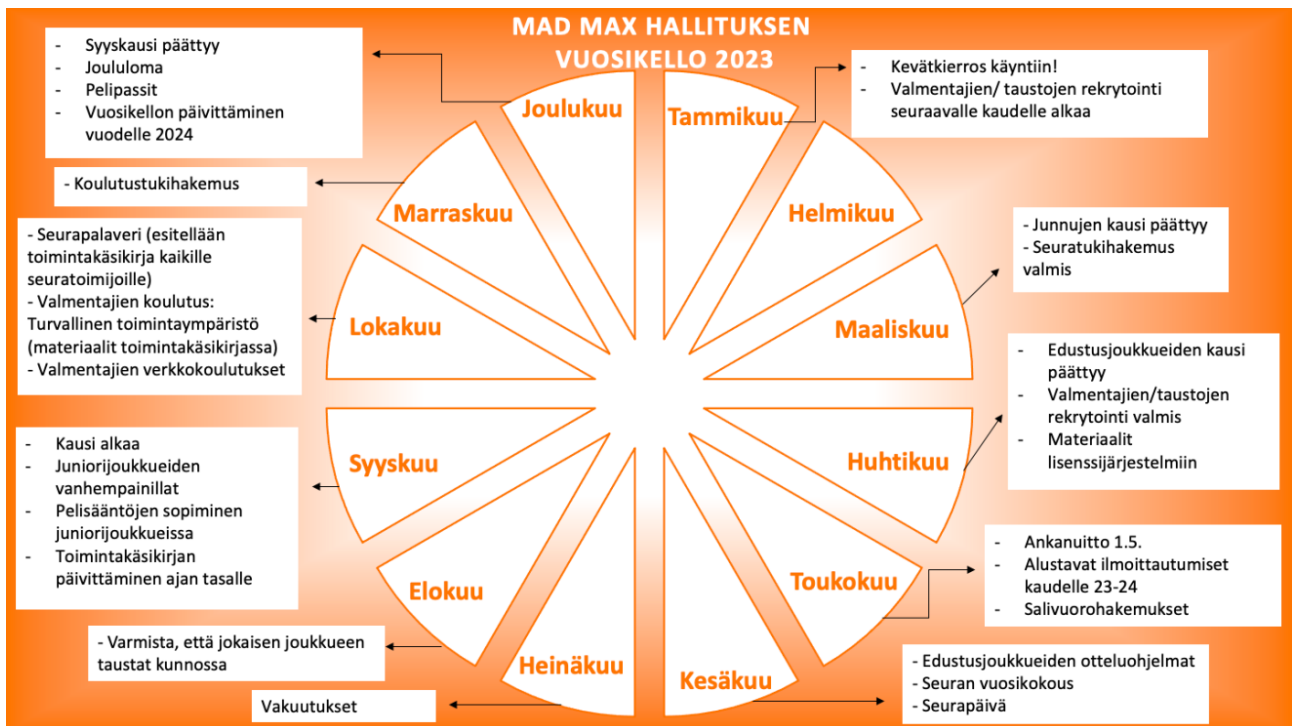 MAD MAX HALLITUKSEN
VUOSIKELLO 2023
Tammikuu
- Kevätkierros käyntiin!
- Valmentajien/ taustojen rekrytointi
seuraavalle kaudelle alkaa
Helmikuu
Maaliskuu
- Junnujen kausi päättyy
- Seuratukihakemus
valmis
Huhtikuu
- Edustusjoukkueiden kausi
päättyy
- Valmentajien/taustojen
rekrytointi valmis
- Materiaalit
lisenssijärjestelmiin
Toukokuu
- Ankanuitto 1.5.
- Alustavat ilmoittautumiset
kaudelle 23-24
- Salivuorohakemukset
Kesäkuu
- Edustusjoukkueiden otteluohjelmat
- Seuran vuosikokous
- Seurapäivä
Heinäkuu
Vakuutukset
Elokuu
- Varmista, että jokaisen joukkueen
taustat kunnossa
Syyskuu
- Kausi alkaa
- Juniorijoukkueiden
vanhempainillat
- Pelisääntöjen sopiminen
juniorijoukkueissa
- Toimintakäsikirjan
päivittäminen ajan tasalle
Lokakuu
- Seurapalaveri (esitellään
toimintakäsikirja kaikille
seuratoimijoille)
- Valmentajien koulutus:
Turvallinen toimintaympäristö
(materiaalit toimintakäsikirjassa)
- Valmentajien verkkokoulutukset
Marraskuu
- Koulutustukihakemus
Joulukuu
- Syyskausi päättyy
- Joululoma
- Pelipassit
- Vuosikellon päivittäminen
vuodelle 2024